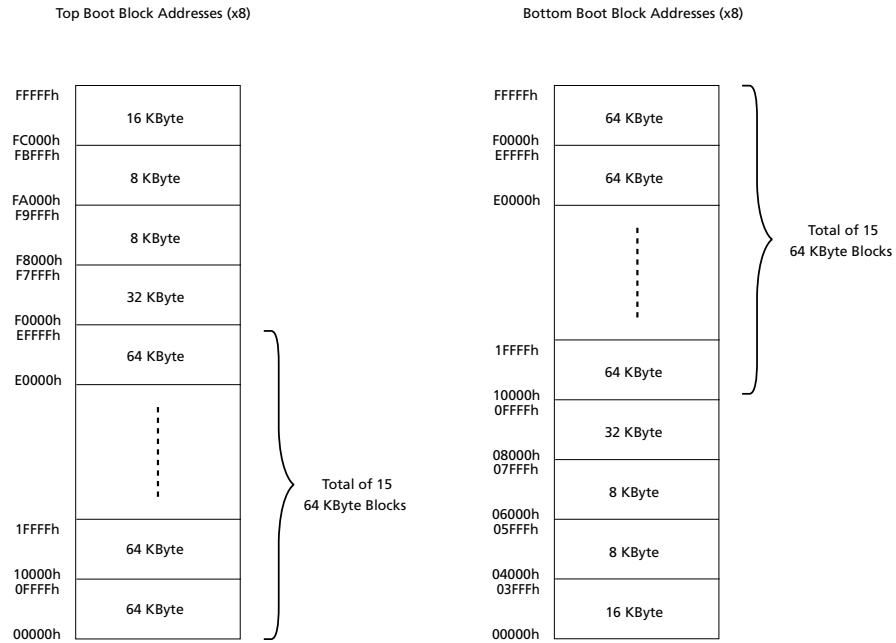 Top Boot Block Addresses (x8)
FFFFFh
16 KByte
FC000h
FBFFFh
8 KByte
FA000h
F9FFFh
8 KByte
F8000h
F7FFFh
32 KByte
F0000h
EFFFFh
64 KByte
E0000h
Total of 15
64 KByte Blocks
1FFFFh
64 KByte
10000h
0FFFFh
64 KByte
00000h
Bottom Boot Block Addresses (x8)
FFFFFh
64 KByte
F0000h
EFFFFh
64 KByte
E0000h
Total of 15
64 KByte Blocks
1FFFFh
64 KByte
10000h
0FFFFh
32 KByte
08000h
07FFFh
8 KByte
06000h
05FFFh
8 KByte
04000h
03FFFh
16 KByte
00000h